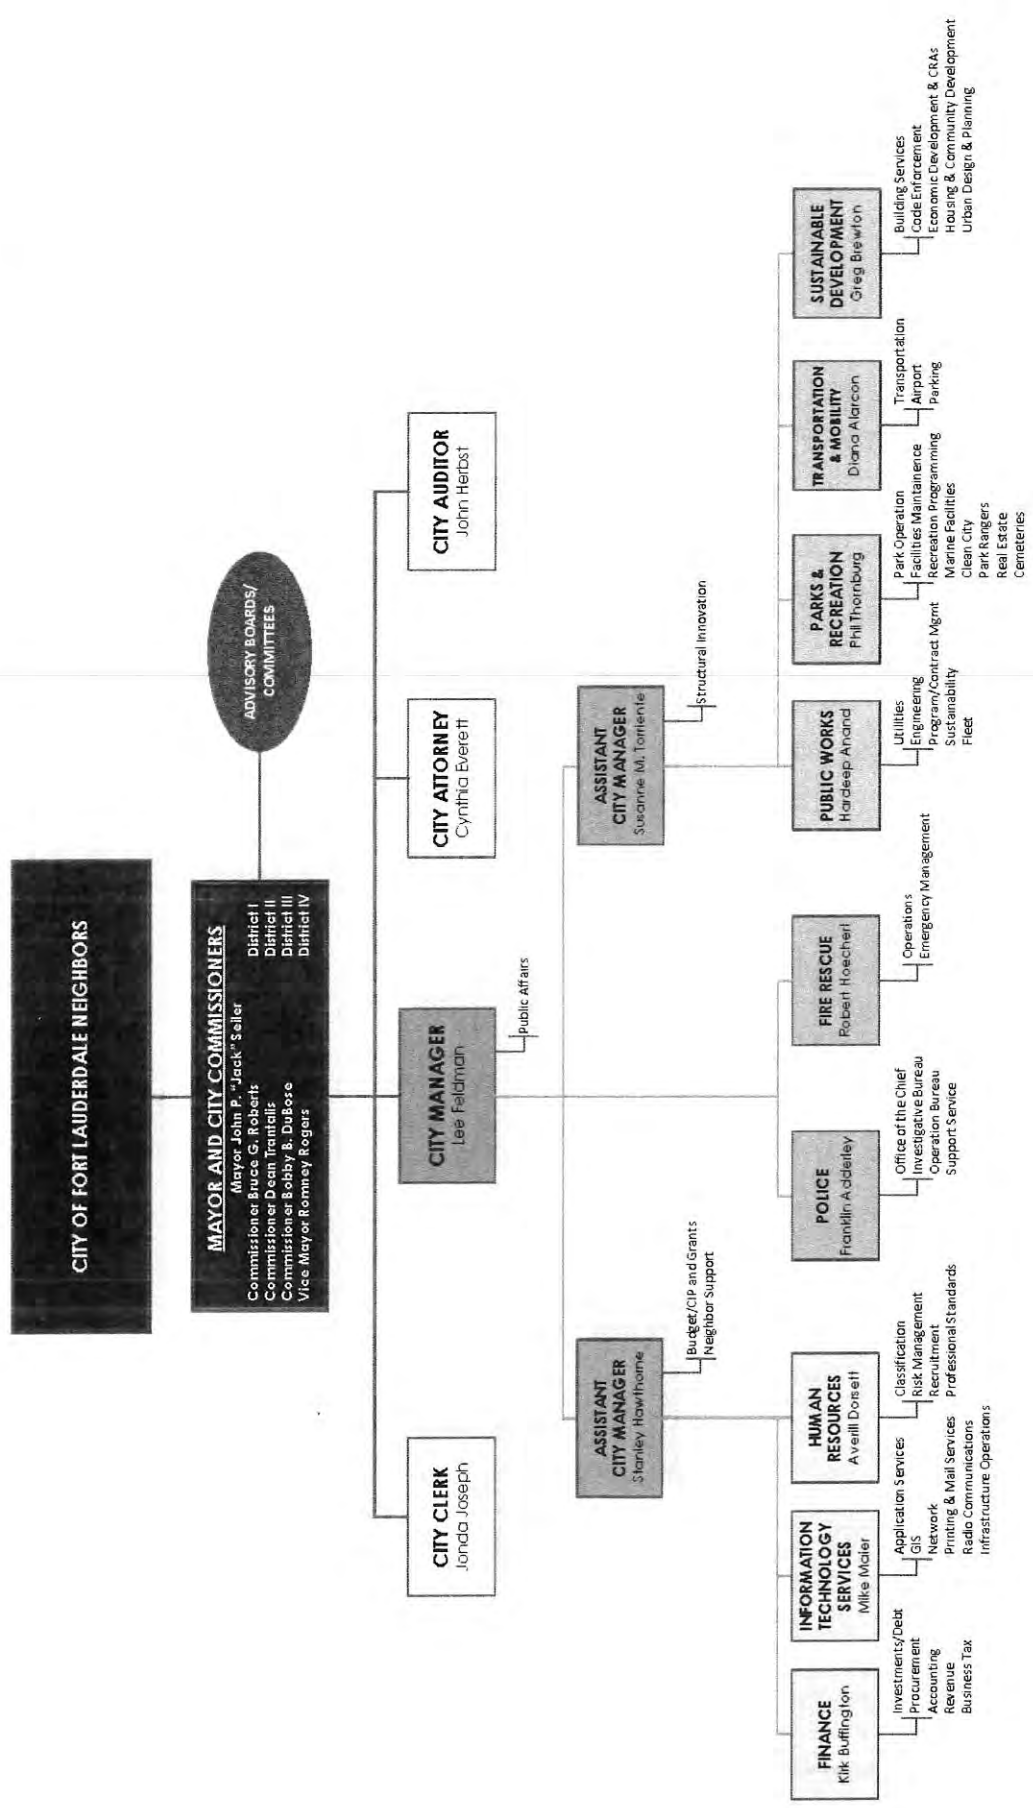 CITY OF FORT LAUDERDALE NEIGHBORS
MAYOR AND CITY COMMISSIONERS
Mayor John P. "Jack" Seiler
Commissioner Bruce G. Roberts District I
Commissioner Dean Trantalis District II
Commissioner Bobby B. DuBose District III
Vice Mayor Romney Rogers District IV
ADVISORY BOARDS/
COMMITTEES
CITY CLERK
Jonda Joseph
CITY MANAGER
Lee Feldman
Public Affairs
CITY ATTORNEY
Cynthia Everett
CITY AUDITOR
John Herbst
ASSISTANT
CITY MANAGER
Stanley Hawthorne
Budget/CIP and Grants
Neighbor Support
ASSISTANT
CITY MANAGER
Susanne M. Torriente
Structural Innovation
FINANCE
Kirk Buffington
Investments/Debt
Procurement
Accounting
Revenue
Business Tax
INFORMATION
TECHNOLOGY
SERVICES
Mike Maier
Application Services
GIS
Network
Printing & Mail Services
Radio Communications
Infrastructure Operations
HUMAN
RESOURCES
Averill Dorsett
Classification
Risk Management
Recruitment
Professional Standards
POLICE
Franklin Adderley
Office of the Chief
Investigative Bureau
Operation Bureau
Support Service
FIRE RESCUE
Robert Hoecherl
Operations
Emergency Management
PUBLIC WORKS
Hardeep Anand
Utilities
Engineering
Program/Contract Mgmt
Sustainability
Fleet
PARKS &
RECREATION
Phil Thornburg
Park Operation
Facilities Maintainence
Recreation Programming
Marine Facilities
Clean City
Park Rangers
Real Estate
Cemeteries
TRANSPORTATION
& MOBILITY
Diana Alarcon
Transportation
Airport
Parking
SUSTAINABLE
DEVELOPMENT
Greg Brewton
Building Services
Code Enforcement
Economic Development & CRAs
Housing & Community Development
Urban Design & Planning